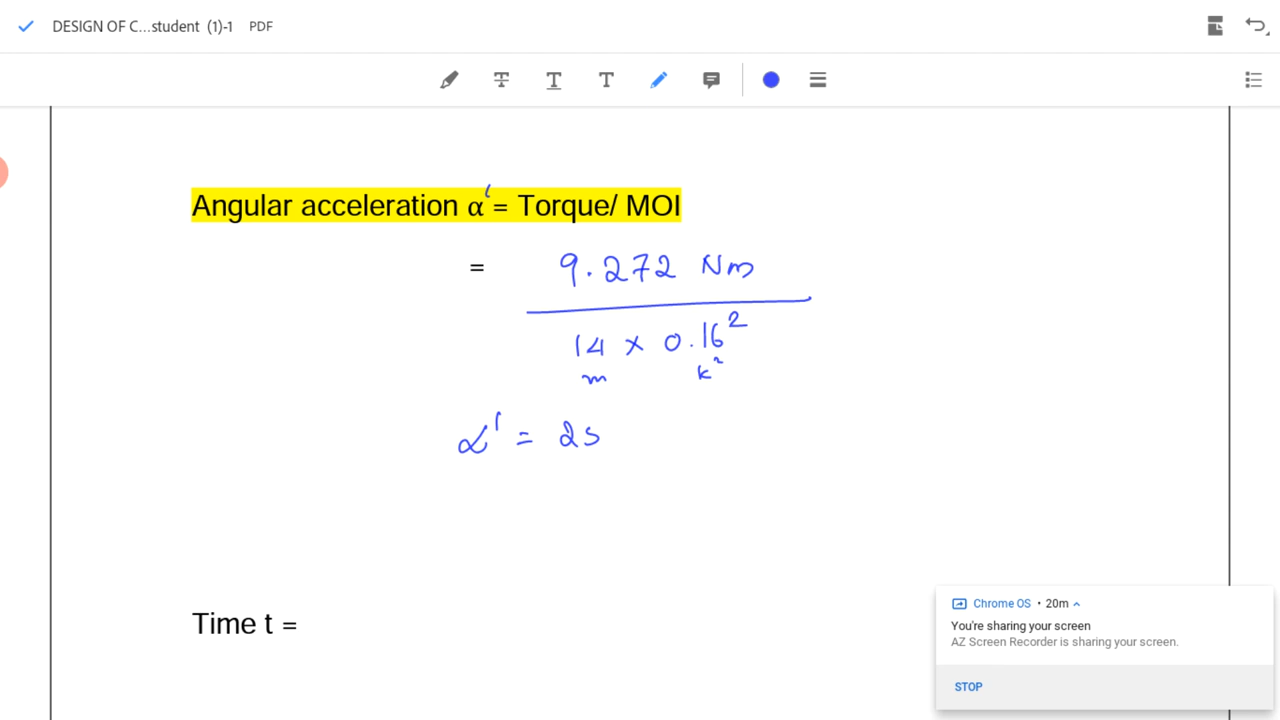 DESIGN OF C...student (1)-1 PDF
Angular acceleration α' = Torque/ MOI
= 9.272 Nm
14 x 0.16²
m k²
α' = 25
Time t =
Chrome OS • 20m
You're sharing your screen
AZ Screen Recorder is sharing your screen.
STOP